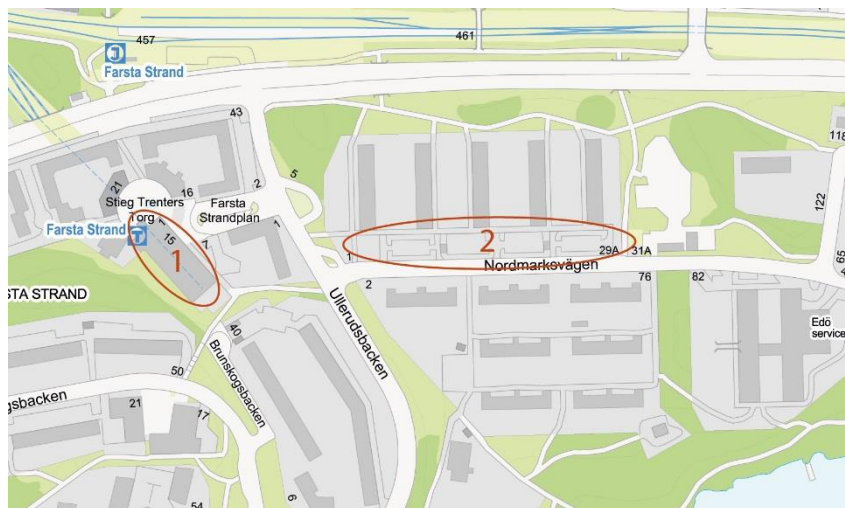 457
461
J
Farsta Strand
43
118
21
16
2
5
Stieg Trenters
Torg
Farsta
Strandplan
122
1
Farsta Strand
T
15
7
1
1
2
29A
31A
65
1
Nordmarksvägen
2
76
82
STA STRAND
Ullerudsbacken
Edö
service
40
Brunskogsbacken
50
gsbacken
21
17
6
54